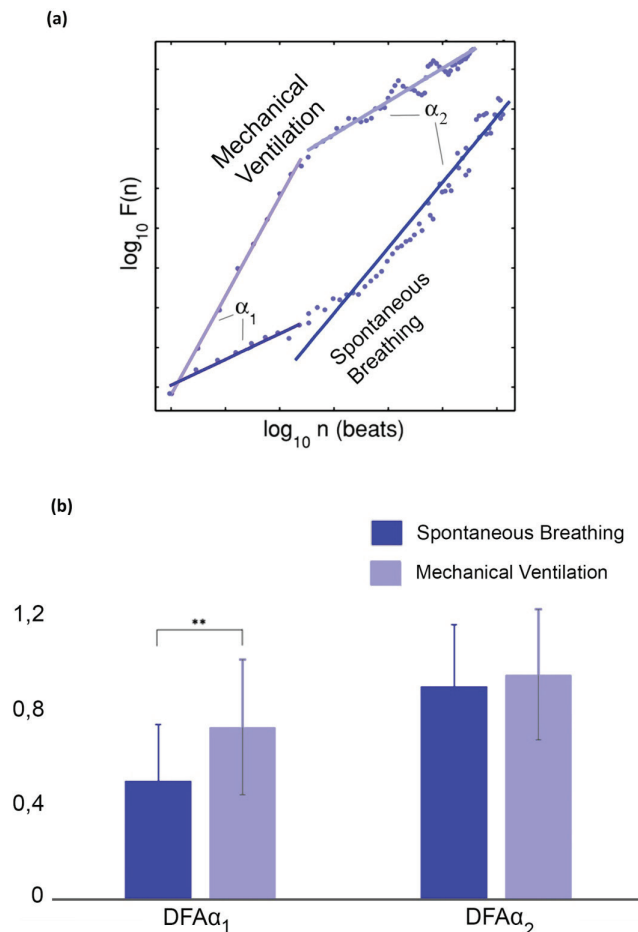 (a)
Mechanical
Ventilation
α2
log10 F(n)
α1
Spontaneous
Breathing
log10 n (beats)
(b)
Spontaneous Breathing
Mechanical Ventilation
1,2
**
0,8
0,4
0
DFAα1
DFAα2